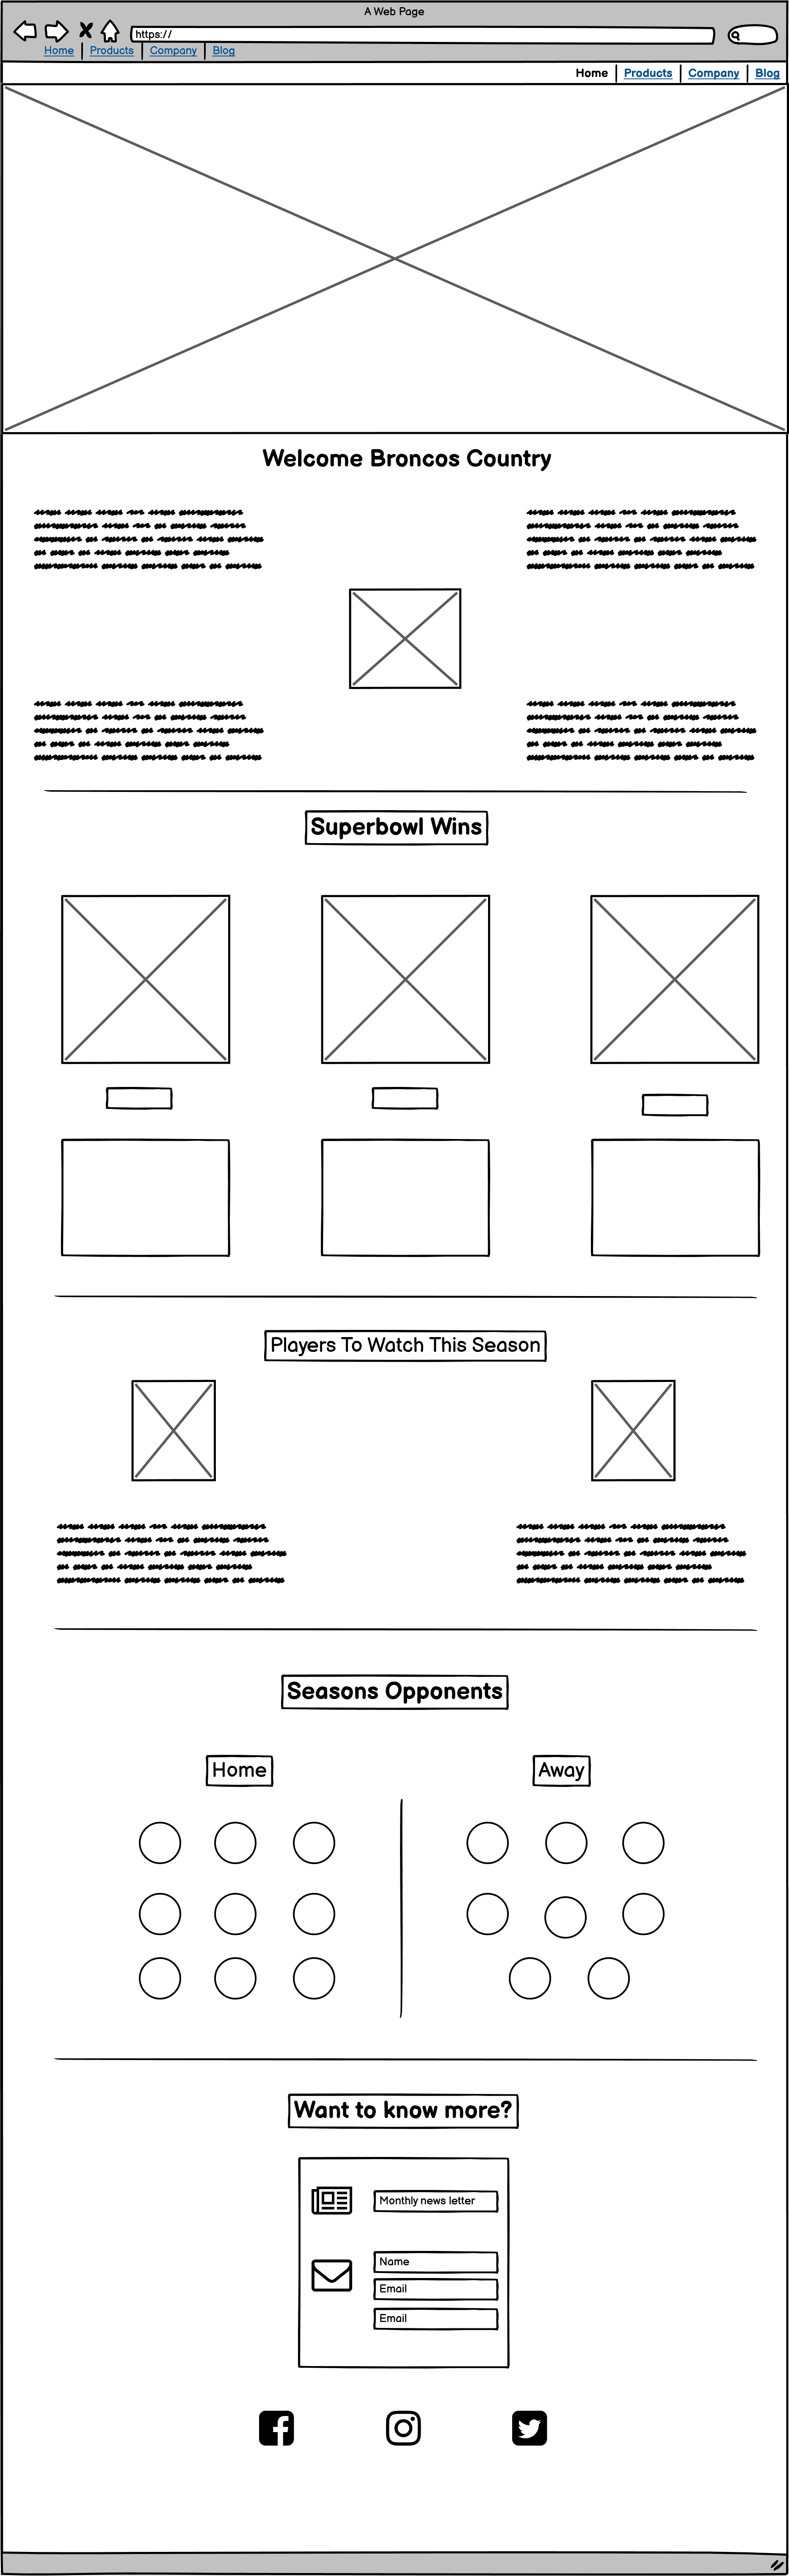 A Web Page
https://
Home Products Company Blog
Home Products Company Blog
Welcome Broncos Country
Superbowl Wins
Players To Watch This Season
Seasons Opponents
Home Away
Want to know more?
Monthly news letter
Name
Email
Email